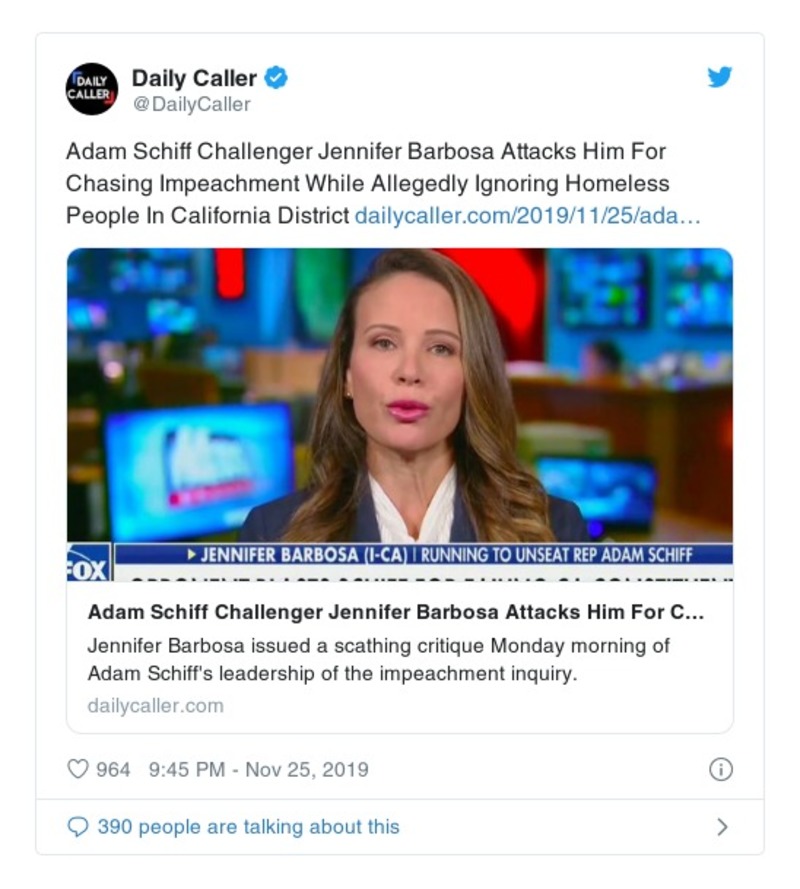 DAILY
CALLER
Daily Caller
@DailyCaller
Adam Schiff Challenger Jennifer Barbosa Attacks Him For
Chasing Impeachment While Allegedly Ignoring Homeless
People In California District dailycaller.com/2019/11/25/ada…
FOX
JENNIFER BARBOSA (I-CA) | RUNNING TO UNSEAT REP ADAM SCHIFF
Adam Schiff Challenger Jennifer Barbosa Attacks Him For C…
Jennifer Barbosa issued a scathing critique Monday morning of
Adam Schiff's leadership of the impeachment inquiry.
dailycaller.com
964 9:45 PM - Nov 25, 2019
390 people are talking about this